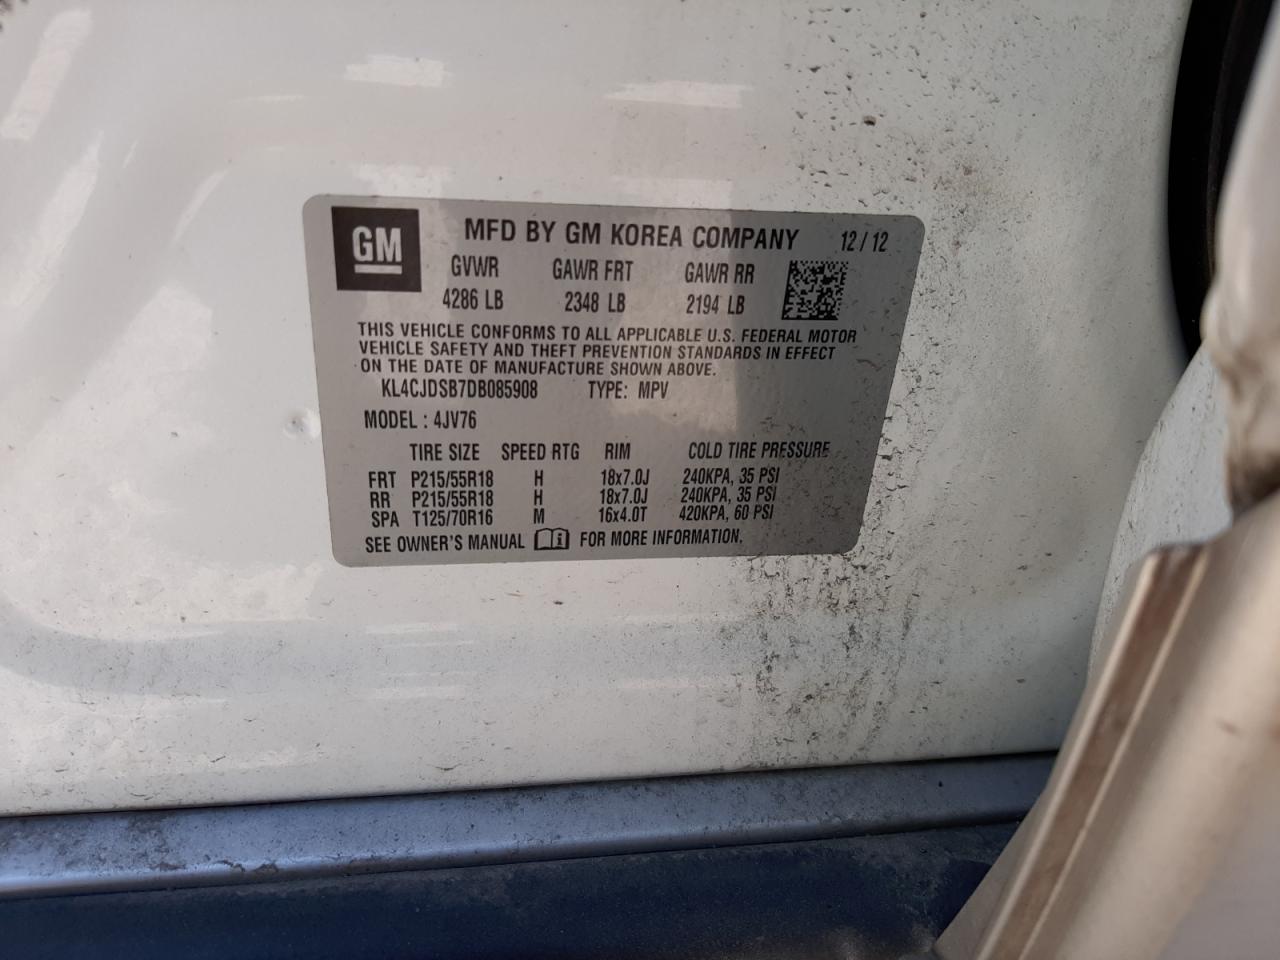 GM
MFD BY GM KOREA COMPANY 12/12
GVWR GAWR FRT GAWR RR
4286 LB 2348 LB 2194 LB
THIS VEHICLE CONFORMS TO ALL APPLICABLE U.S. FEDERAL MOTOR
VEHICLE SAFETY AND THEFT PREVENTION STANDARDS IN EFFECT
ON THE DATE OF MANUFACTURE SHOWN ABOVE.
KL4CJDSB7DB085908 TYPE: MPV
MODEL : 4JV76
TIRE SIZE SPEED RTG RIM COLD TIRE PRESSURE
FRT P215/55R18 H 18x7.0J 240KPA, 35 PSI
RR P215/55R18 H 18x7.0J 240KPA, 35 PSI
SPA T125/70R16 M 16x4.0T 420KPA, 60 PSI
SEE OWNER'S MANUAL i FOR MORE INFORMATION.